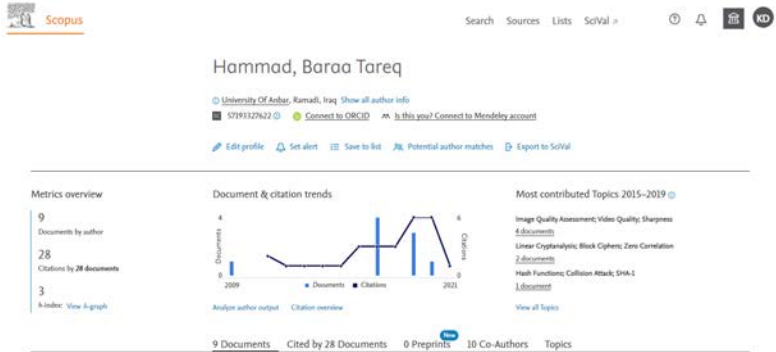 Scopus
Search Sources Lists SciVal
KD
Hammad, Baraa Tareq
University Of Anbar, Ramadi, Iraq Show all author info
57193327622 Connect to ORCID Is this you? Connect to Mendeley account
Edit profile Set alert Save to list Potential author matches Export to SciVal
Metrics overview
9
Documents by author
28
Citations by 28 documents
3
h-index: View h-graph
Document & citation trends
4
6
Documents
Citations
0
0
2009
2021
Documents Citations
Analyze author output Citation overview
Most contributed Topics 2015–2019
Image Quality Assessment; Video Quality; Sharpness
4 documents
Linear Cryptanalysis; Block Ciphers; Zero Correlation
2 documents
Hash Functions; Collision Attack; SHA-1
1 document
View all Topics
New
9 Documents Cited by 28 Documents 0 Preprints 10 Co-Authors Topics